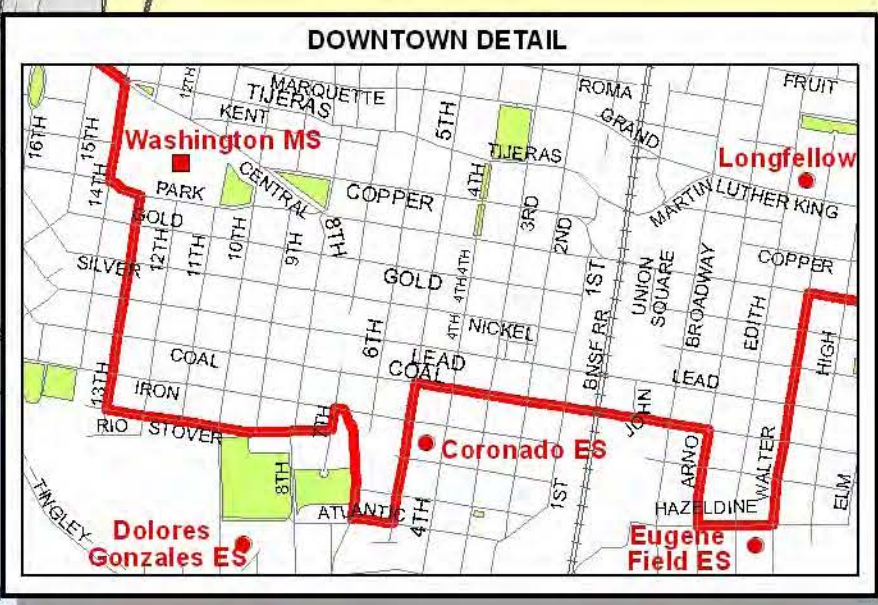 DOWNTOWN DETAIL
16TH
15TH
14TH
12TH
MARQUETTE
TIJERAS
KENT
5TH
ROMA
GRAND
FRUIT
Washington MS
PARK
CENTRAL
COPPER
TIJERAS
4TH
Longfellow
MARTIN LUTHER KING
GOLD
12TH
11TH
10TH
9TH
8TH
3RD
2ND
SILVER
GOLD
4TH
4TH
4TH
1ST
UNION
SQUARE
BROADWAY
COPPER
EDITH
NICKEL
6TH
BNSF RR
HIGH
COAL
LEAD
COAL
LEAD
13TH
IRON
RIO
STOVER
7TH
JOHN
Coronado ES
ARNO
WALTER
8TH
1ST
ELM
TINGLEY
ATLANTIC
4TH
HAZELDINE
Dolores
Gonzales ES
Eugene
Field ES